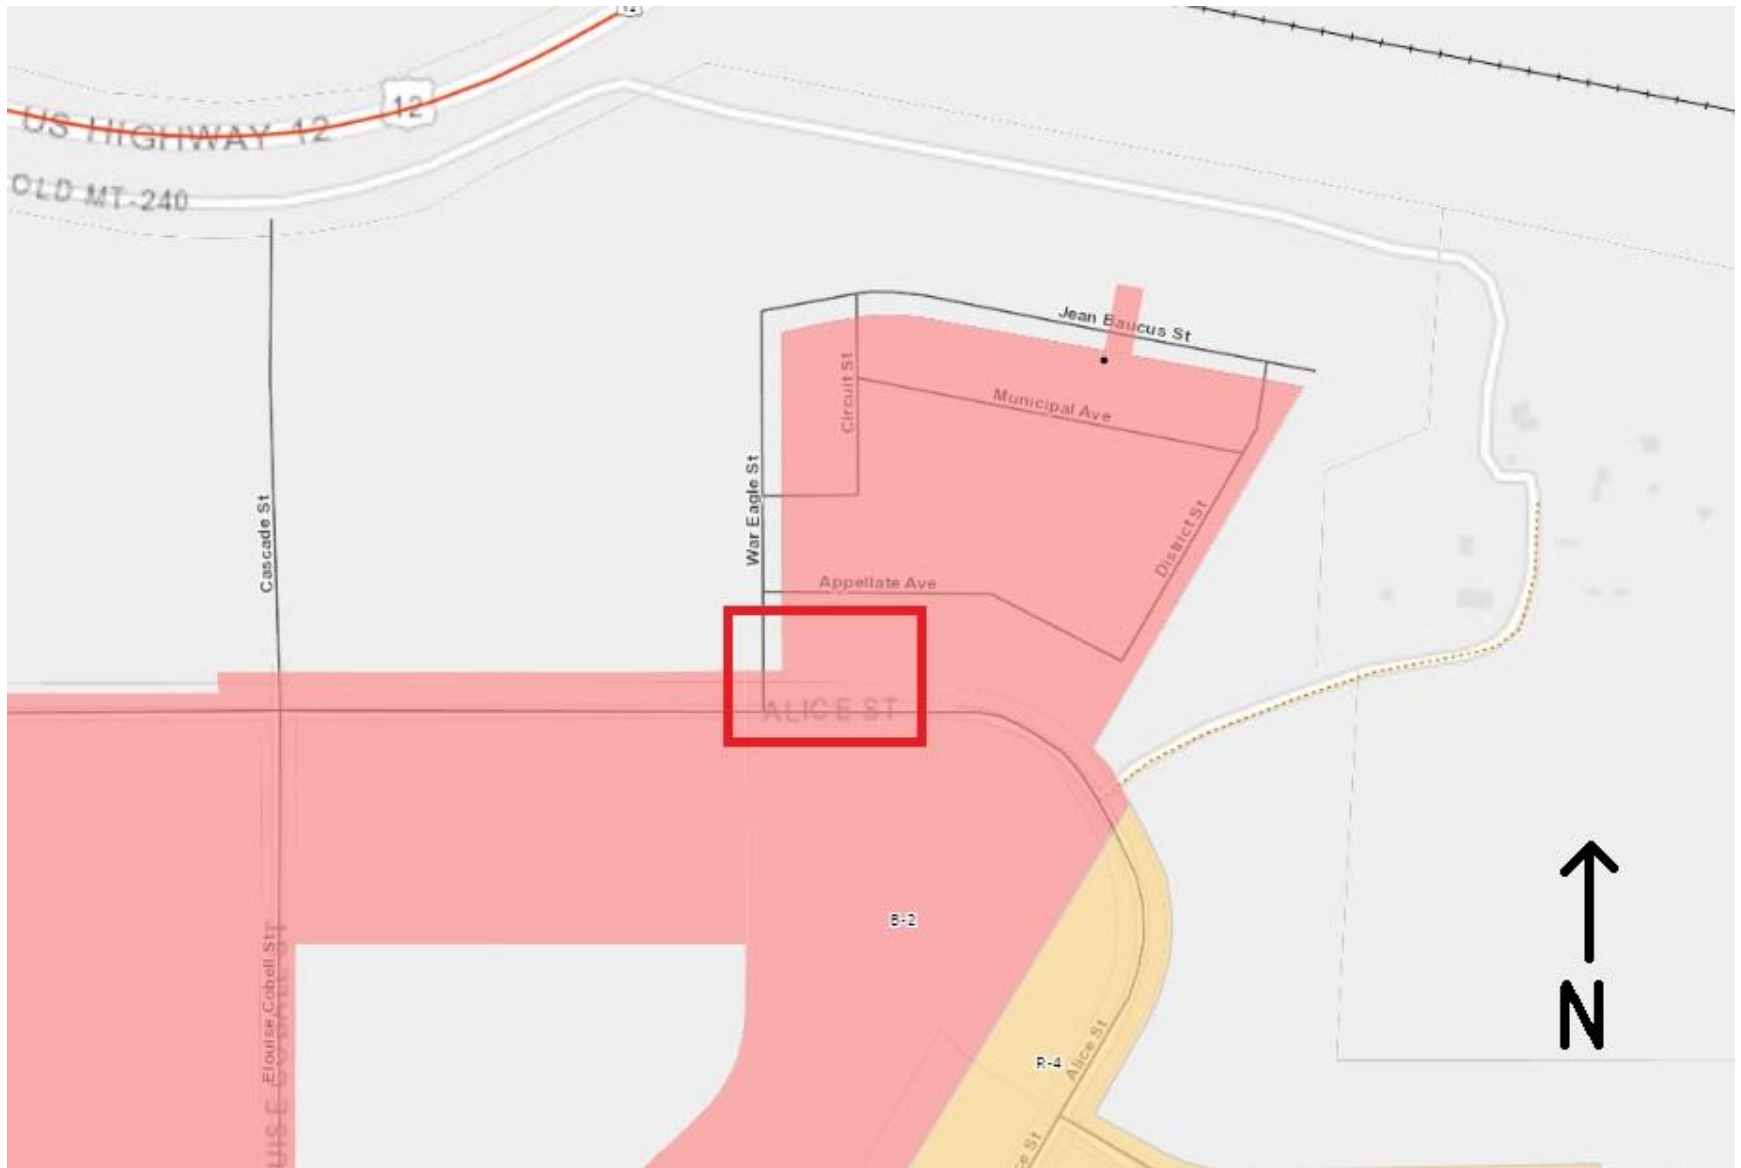 12
US HIGHWAY 12
12
OLD MT-240
Jean Baucus St
Circuit St
Municipal Ave
War Eagle St
Cascade St
District St
Appellate Ave
ALICE ST
B-2
Elouise Cobell St
R-4
Alice St
N